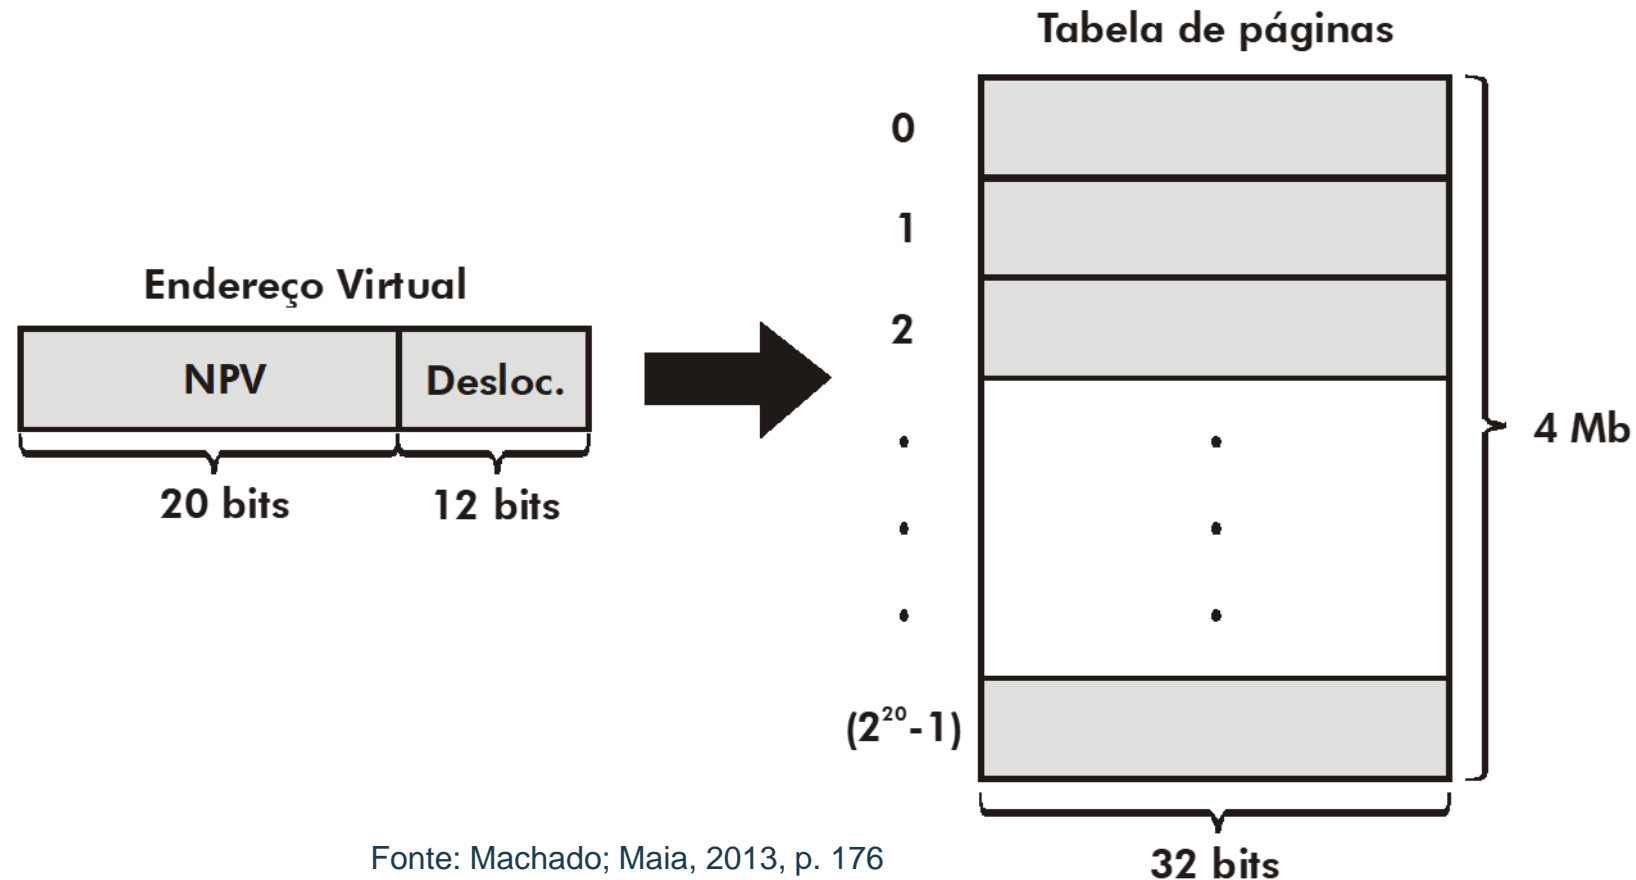 Tabela de páginas
0
1
Endereço Virtual
2
NPV
Desloc.
4 Mb
20 bits
12 bits
(2²⁰-1)
Fonte: Machado; Maia, 2013, p. 176
32 bits